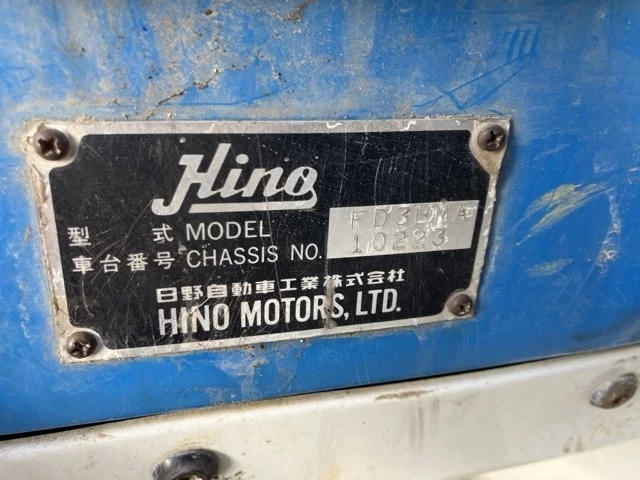 Hino
型 式 MODEL FD3HMA
車台番号 CHASSIS NO. 10223
日野自動車工業株式会社
HINO MOTORS, LTD.